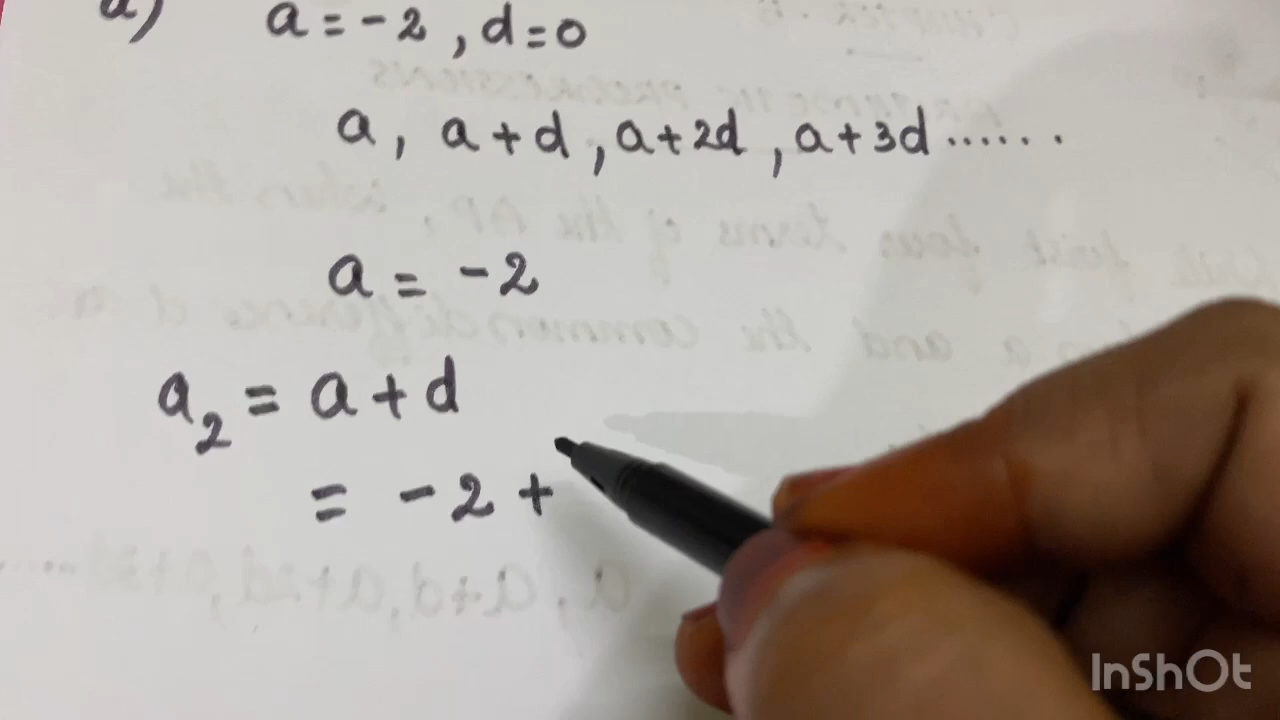 a = -2, d = 0
a, a + d, a + 2d, a + 3d ......
a = -2
a₂ = a + d
= -2 +
InShOt